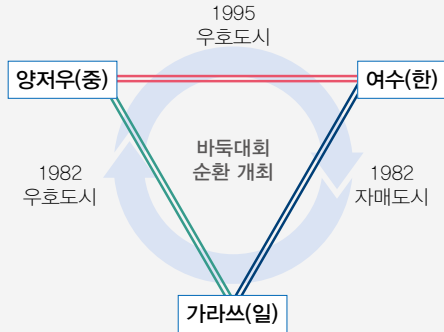 1995
우호도시
양저우(중)
여수(한)
바둑대회
순환 개최
1982
우호도시
1982
자매도시
가라쓰(일)